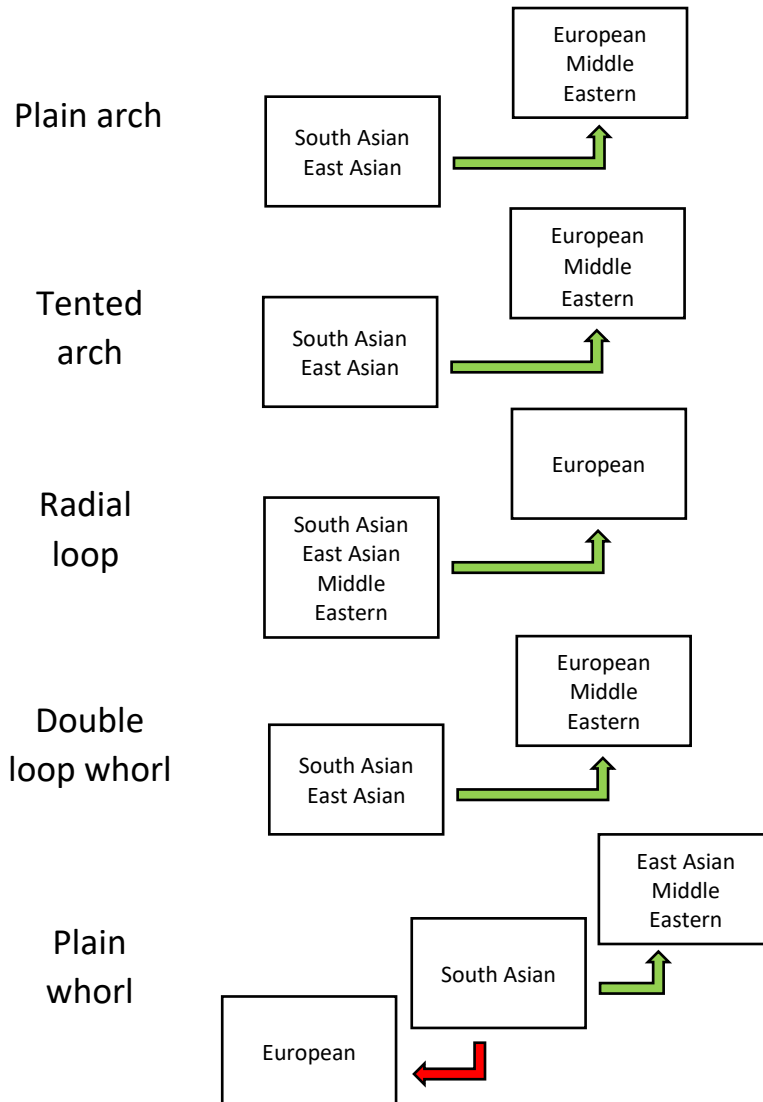 European
Middle
Eastern
Plain arch
South Asian
East Asian
European
Middle
Eastern
Tented
arch
South Asian
East Asian
European
Radial
loop
South Asian
East Asian
Middle
Eastern
European
Middle
Eastern
Double
loop whorl
South Asian
East Asian
East Asian
Middle
Eastern
Plain
whorl
South Asian
European